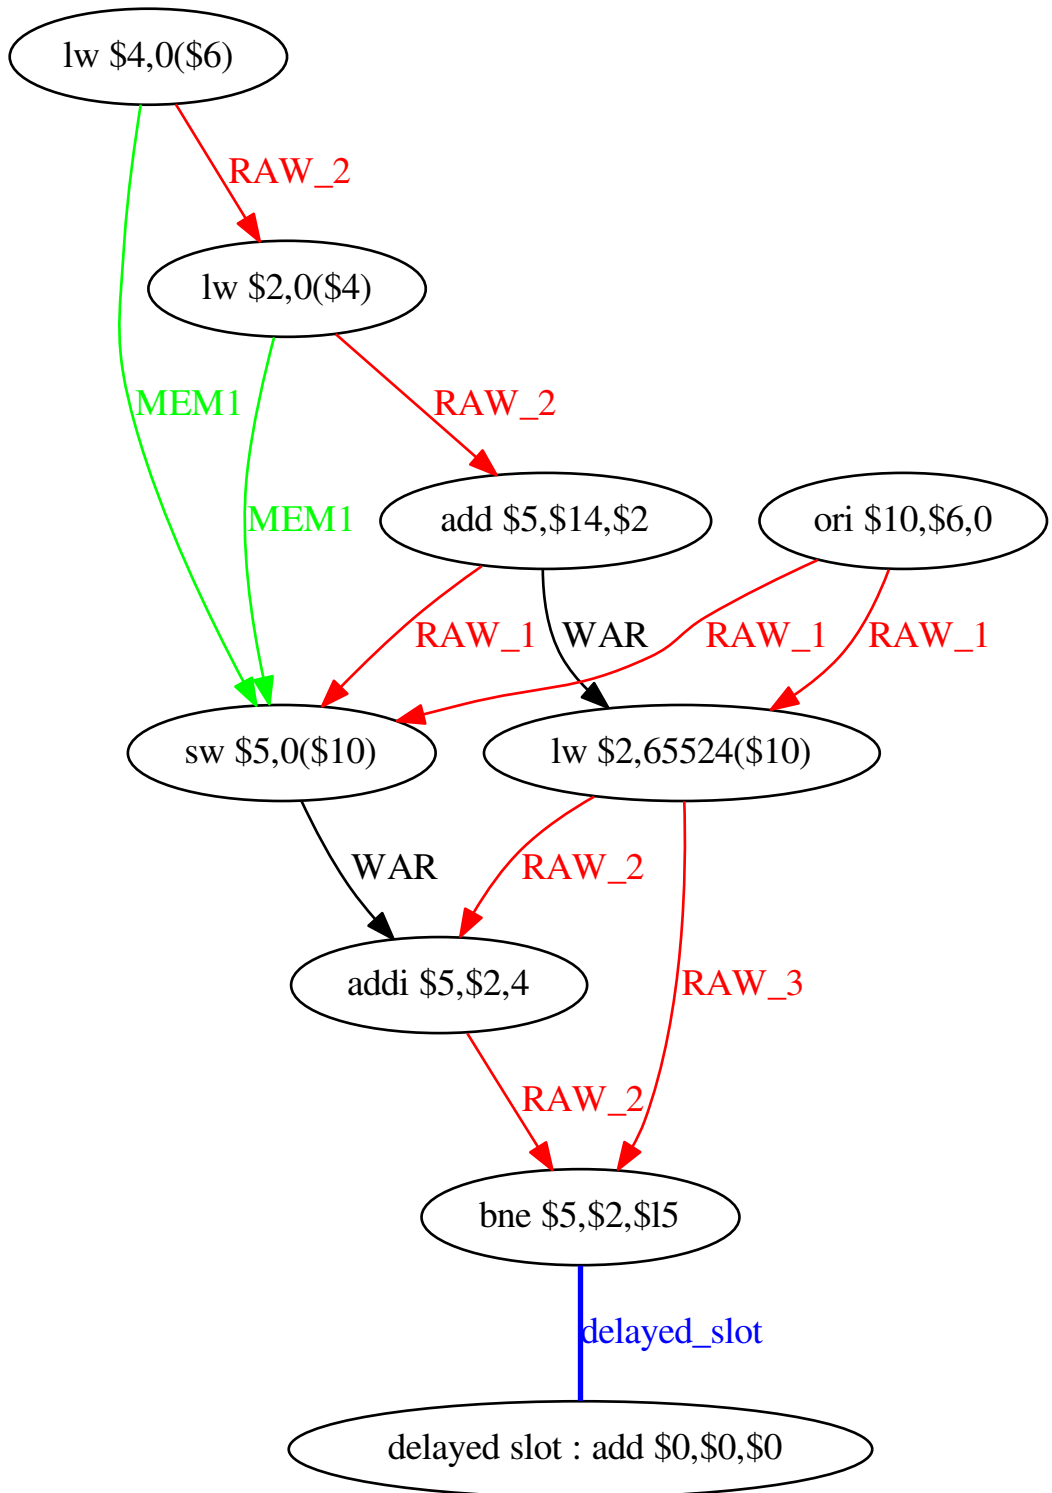 lw $4,0($6)
RAW_2
lw $2,0($4)
MEM1
RAW_2
MEM1
add $5,$14,$2
ori $10,$6,0
RAW_1
WAR
RAW_1
RAW_1
sw $5,0($10)
lw $2,65524($10)
WAR
RAW_2
addi $5,$2,4
RAW_3
RAW_2
bne $5,$2,$l5
delayed_slot
delayed slot : add $0,$0,$0